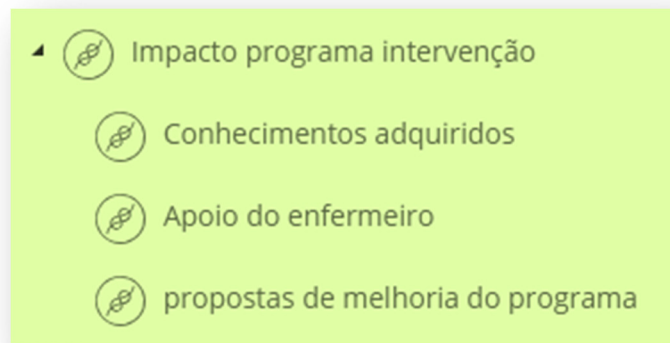 Impacto programa intervenção
Conhecimentos adquiridos
Apoio do enfermeiro
propostas de melhoria do programa